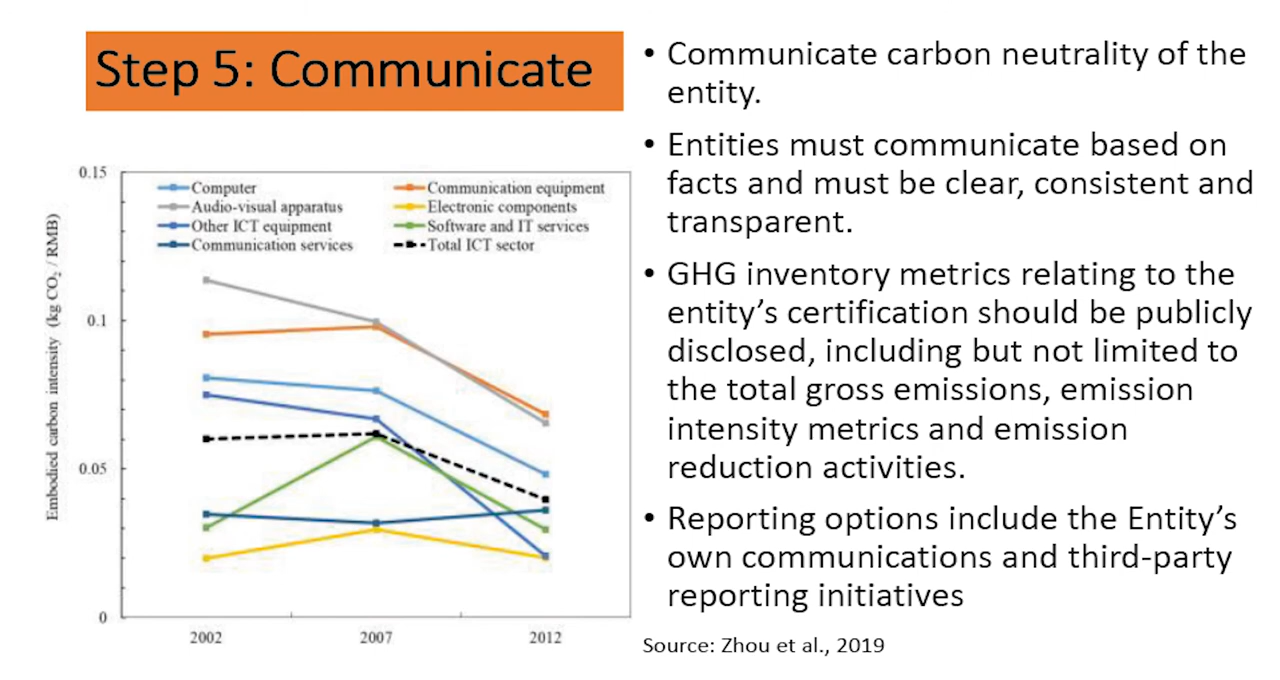 Step 5: Communicate
Embodied carbon intensity (kg CO₂ / RMB)
0.15
0.1
0.05
0
Computer
Communication equipment
Audio-visual apparatus
Electronic components
Other ICT equipment
Software and IT services
Communication services
Total ICT sector
2002
2007
2012
• Communicate carbon neutrality of the
entity.
• Entities must communicate based on
facts and must be clear, consistent and
transparent.
• GHG inventory metrics relating to the
entity’s certification should be publicly
disclosed, including but not limited to
the total gross emissions, emission
intensity metrics and emission
reduction activities.
• Reporting options include the Entity’s
own communications and third-party
reporting initiatives
Source: Zhou et al., 2019